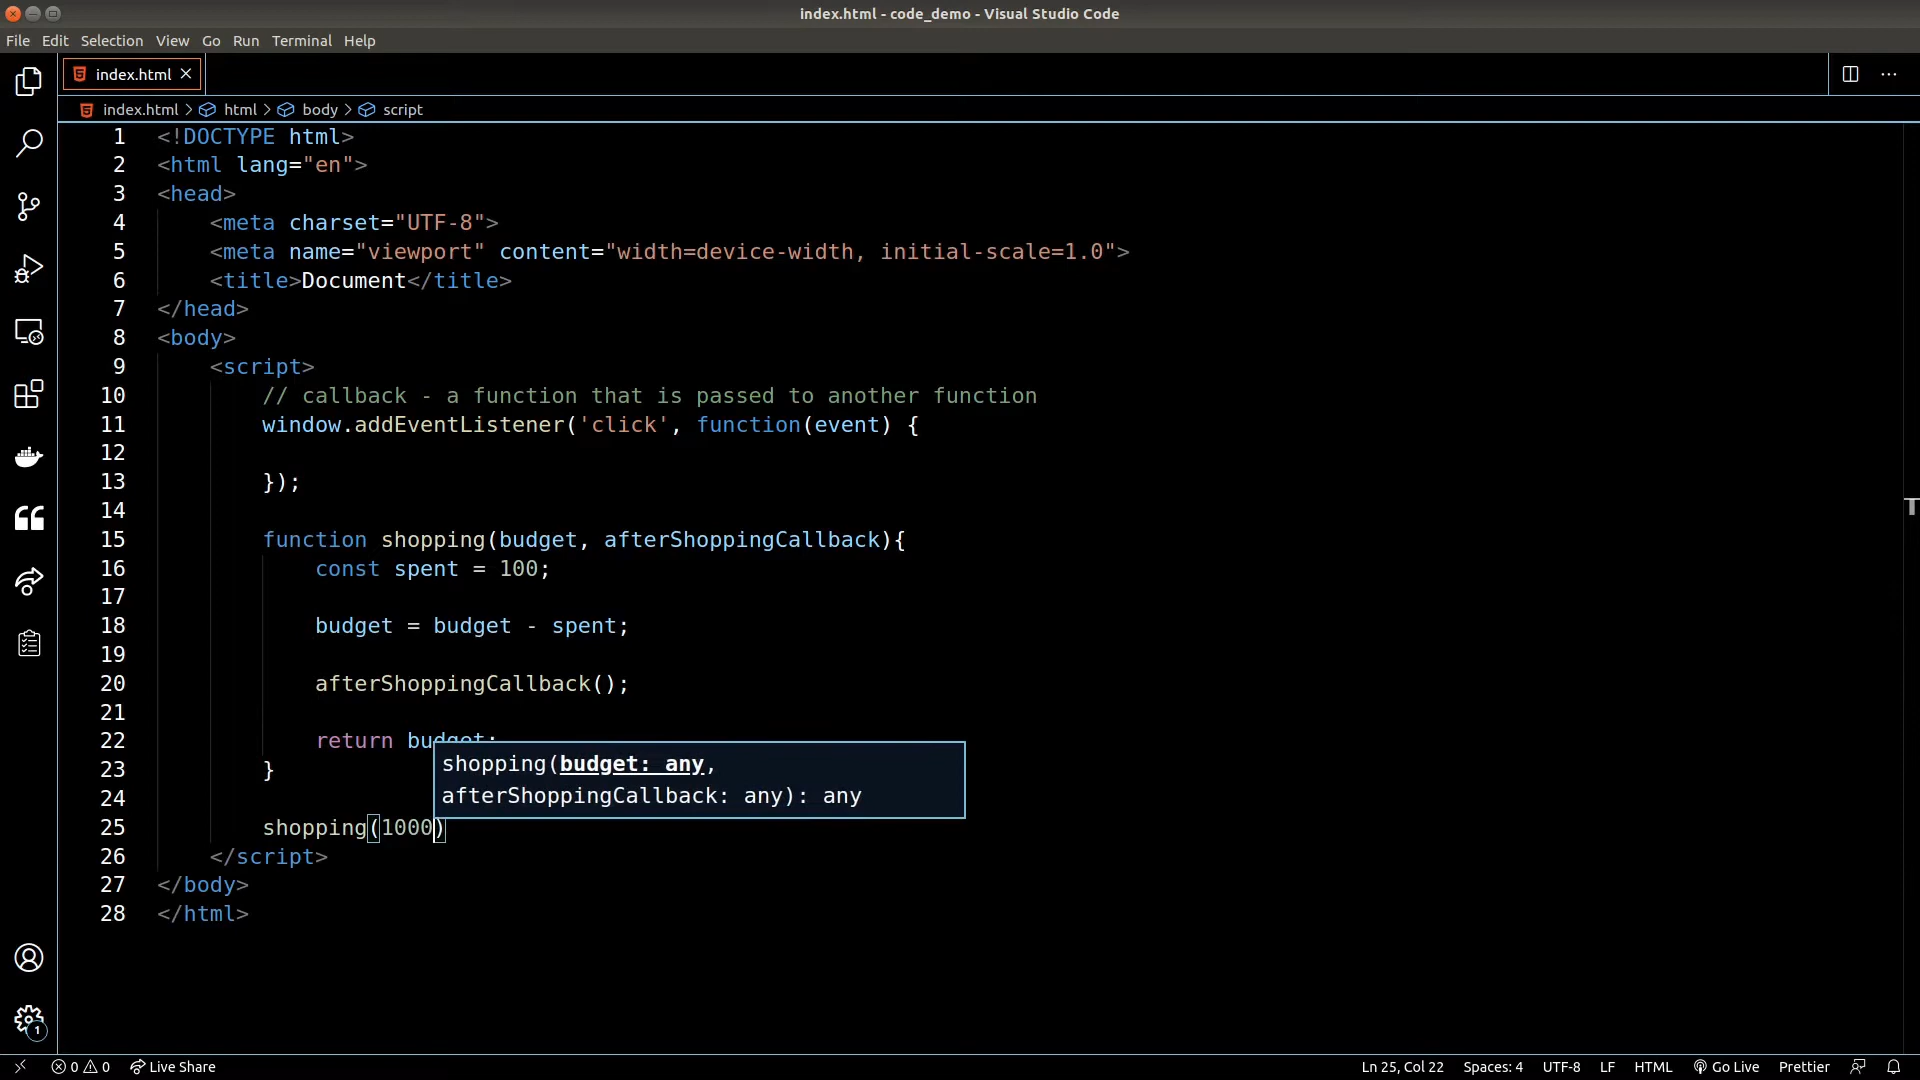 index.html - code_demo - Visual Studio Code
File Edit Selection View Go Run Terminal Help
index.html
index.html > html > body > script
1 <!DOCTYPE html>
2 <html lang="en">
3 <head>
4     <meta charset="UTF-8">
5     <meta name="viewport" content="width=device-width, initial-scale=1.0">
6     <title>Document</title>
7 </head>
8 <body>
9     <script>
10         // callback - a function that is passed to another function
11         window.addEventListener('click', function(event) {
12
13         });
14
15         function shopping(budget, afterShoppingCallback){
16             const spent = 100;
17
18             budget = budget - spent;
19
20             afterShoppingCallback();
21
22             return budget;
shopping(budget: any,
23         }
afterShoppingCallback: any): any
24
25         shopping(1000)
26     </script>
27 </body>
28 </html>
1
0 0 Live Share Ln 25, Col 22 Spaces: 4 UTF-8 LF HTML Go Live Prettier